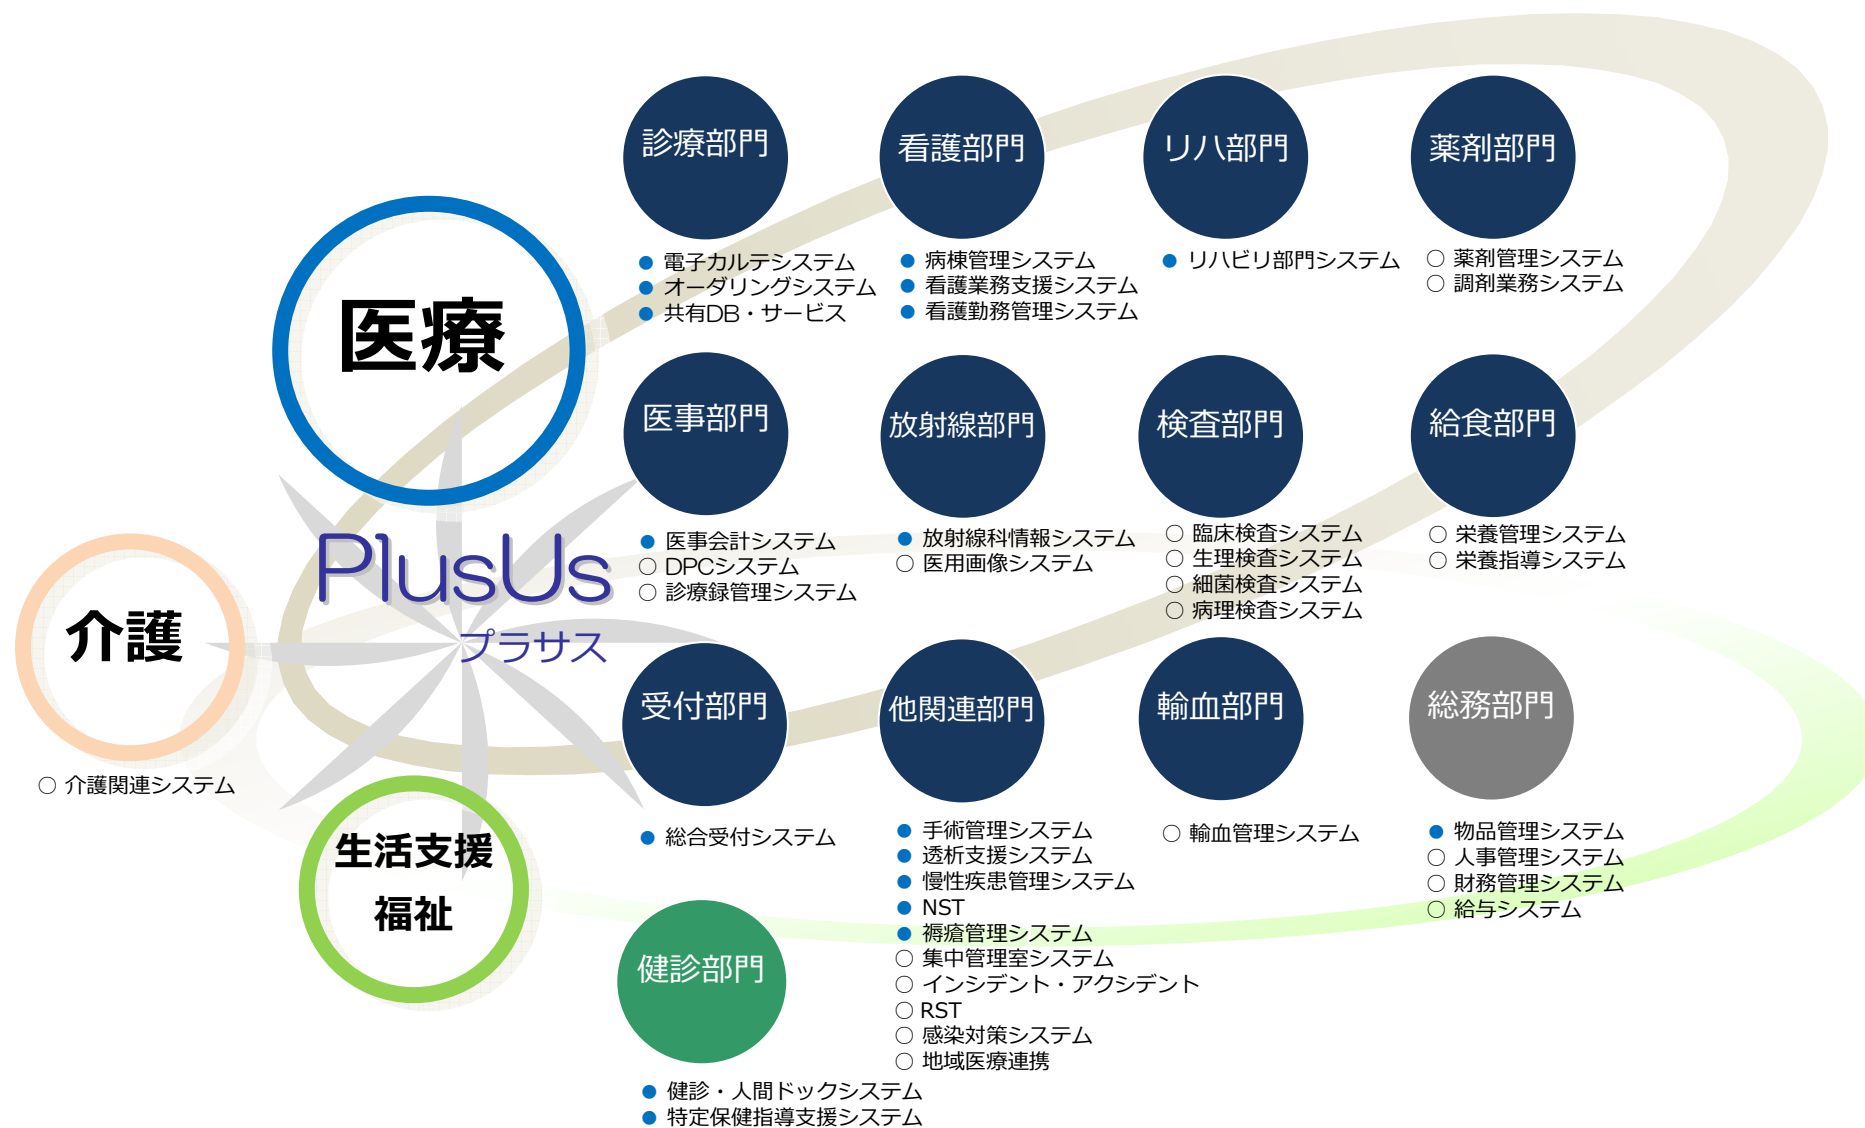 診療部門
● 電子カルテシステム
● オーダリングシステム
● 共有DB・サービス
看護部門
● 病棟管理システム
● 看護業務支援システム
● 看護勤務管理システム
リハ部門
● リハビリ部門システム
薬剤部門
○ 薬剤管理システム
○ 調剤業務システム
医療
医事部門
● 医事会計システム
○ DPCシステム
○ 診療録管理システム
放射線部門
● 放射線科情報システム
○ 医用画像システム
検査部門
○ 臨床検査システム
○ 生理検査システム
○ 細菌検査システム
○ 病理検査システム
給食部門
○ 栄養管理システム
○ 栄養指導システム
PlusUs
プラサス
介護
○ 介護関連システム
生活支援
福祉
受付部門
● 総合受付システム
他関連部門
● 手術管理システム
● 透析支援システム
● 慢性疾患管理システム
● NST
● 褥瘡管理システム
○ 集中管理室システム
○ インシデント・アクシデント
○ RST
○ 感染対策システム
○ 地域医療連携
輸血部門
○ 輸血管理システム
総務部門
● 物品管理システム
○ 人事管理システム
○ 財務管理システム
○ 給与システム
健診部門
● 健診・人間ドックシステム
● 特定保健指導支援システム